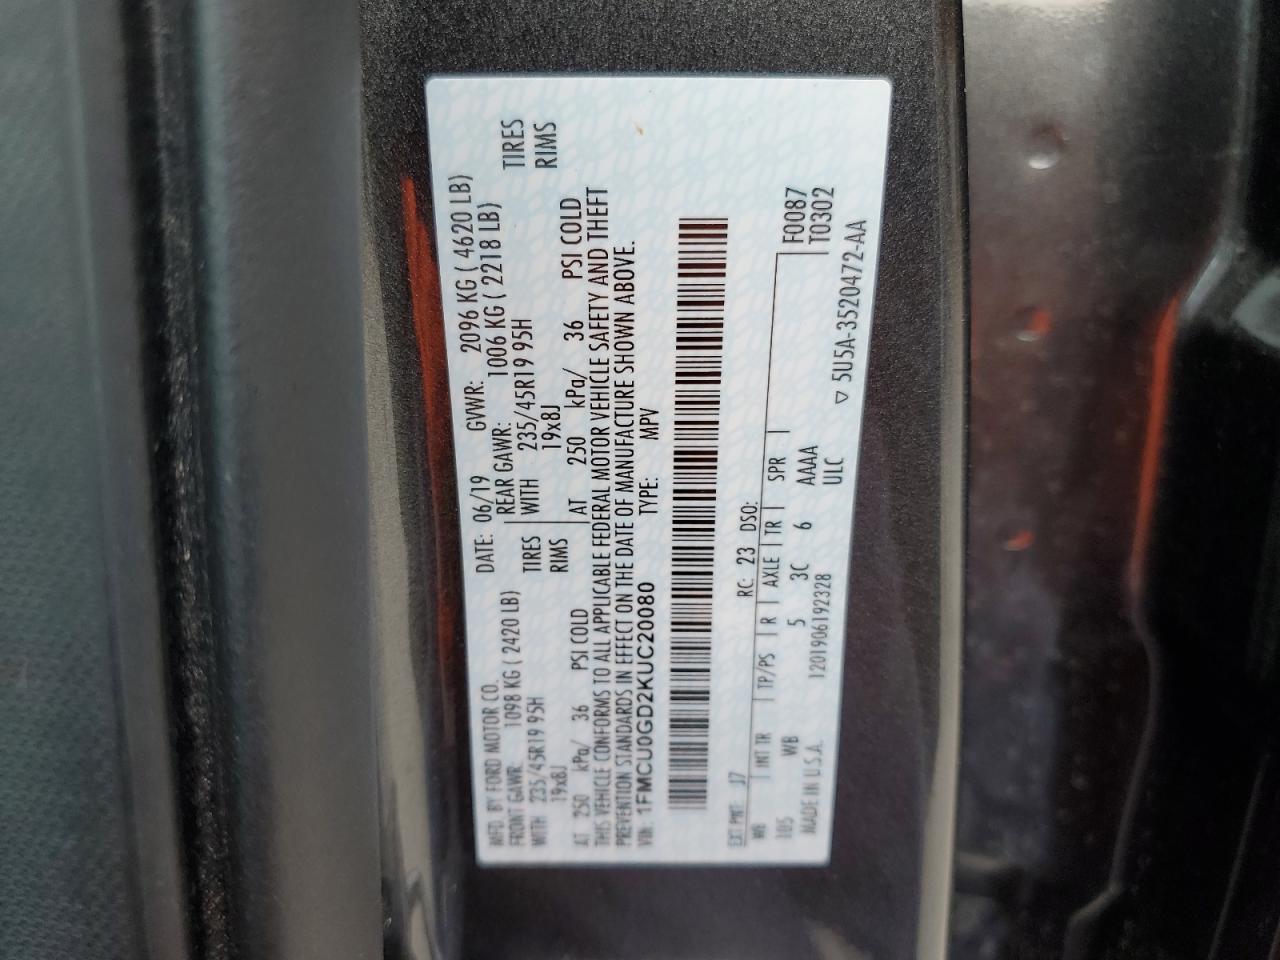 MFD. BY FORD MOTOR CO. DATE: 06/19 GVWR: 2096 KG ( 4620 LB)
FRONT GAWR: 1098 KG ( 2420 LB) REAR GAWR: 1006 KG ( 2218 LB)
WITH 235/45R19 95H TIRES WITH 235/45R19 95H TIRES
19x8J RIMS 19x8J RIMS
AT 250 kPa/ 36 PSI COLD AT 250 kPa/ 36 PSI COLD
THIS VEHICLE CONFORMS TO ALL APPLICABLE FEDERAL MOTOR VEHICLE SAFETY AND THEFT
PREVENTION STANDARDS IN EFFECT ON THE DATE OF MANUFACTURE SHOWN ABOVE.
VIN: 1FMCU0GD2KUC20080 TYPE: MPV
EXT PNT: J7 RC: 23 DSO: F0087
WB INT TR TP/PS R AXLE TR SPR T0302
105 WB 5 3C 6 AAAA
MADE IN U.S.A. 1201906192328 ULC ▽ 5U5A-3520472-AA